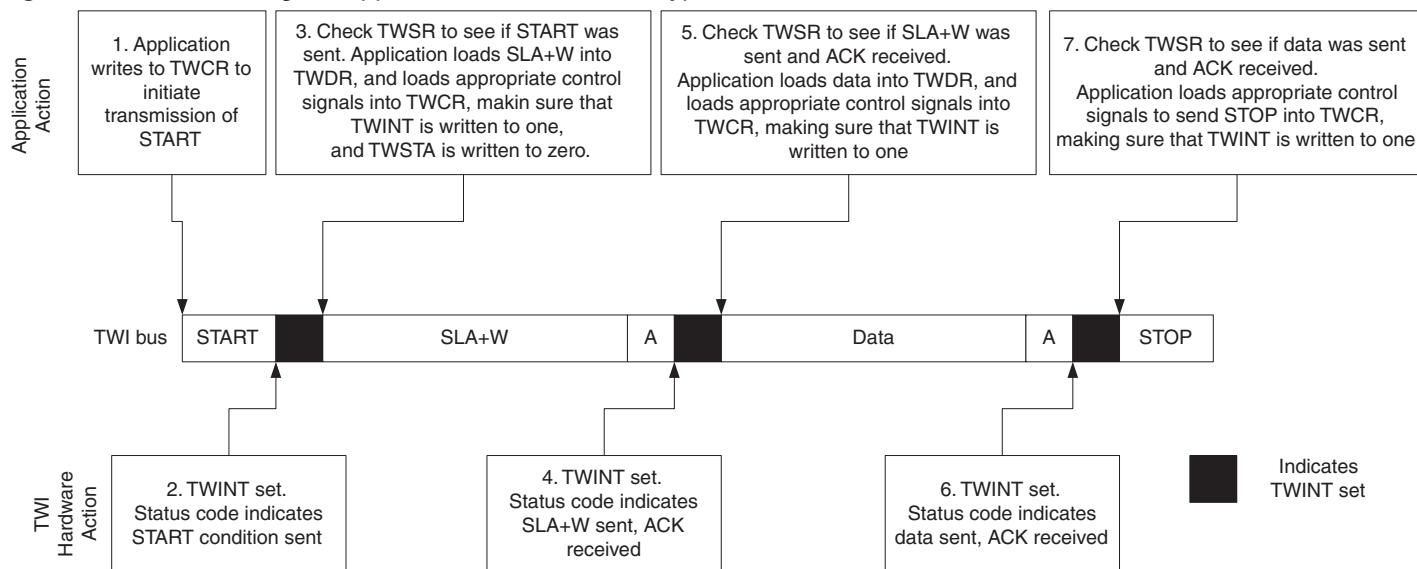 Application
Action
1. Application
writes to TWCR to
initiate
transmission of
START
3. Check TWSR to see if START was
sent. Application loads SLA+W into
TWDR, and loads appropriate control
signals into TWCR, makin sure that
TWINT is written to one,
and TWSTA is written to zero.
5. Check TWSR to see if SLA+W was
sent and ACK received.
Application loads data into TWDR, and
loads appropriate control signals into
TWCR, making sure that TWINT is
written to one
7. Check TWSR to see if data was sent
and ACK received.
Application loads appropriate control
signals to send STOP into TWCR,
making sure that TWINT is written to one
TWI bus
START
SLA+W
A
Data
A
STOP
TWI
Hardware
Action
2. TWINT set.
Status code indicates
START condition sent
4. TWINT set.
Status code indicates
SLA+W sent, ACK
received
6. TWINT set.
Status code indicates
data sent, ACK received
Indicates
TWINT set